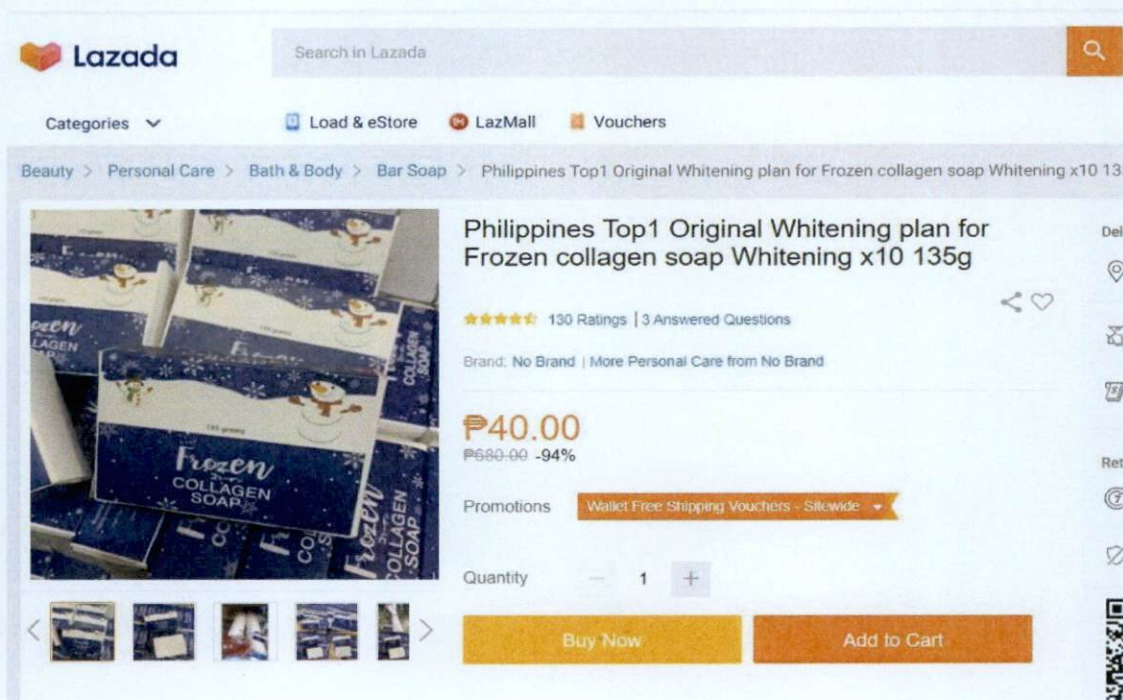 Lazada
Search in Lazada
Categories
Load & eStore
LazMall
Vouchers
Beauty > Personal Care > Bath & Body > Bar Soap > Philippines Top1 Original Whitening plan for Frozen collagen soap Whitening x10 13
Philippines Top1 Original Whitening plan for
Frozen collagen soap Whitening x10 135g
130 Ratings | 3 Answered Questions
Brand: No Brand | More Personal Care from No Brand
₱40.00
₱680.00 -94%
Promotions
Wallet Free Shipping Vouchers - Sitewide
Quantity
1
+
Buy Now
Add to Cart
Del
Ret
135 grams
Frozen
COLLAGEN
SOAP
COLLAGEN
SOAP
Frozen
COLLAGEN
SOAP